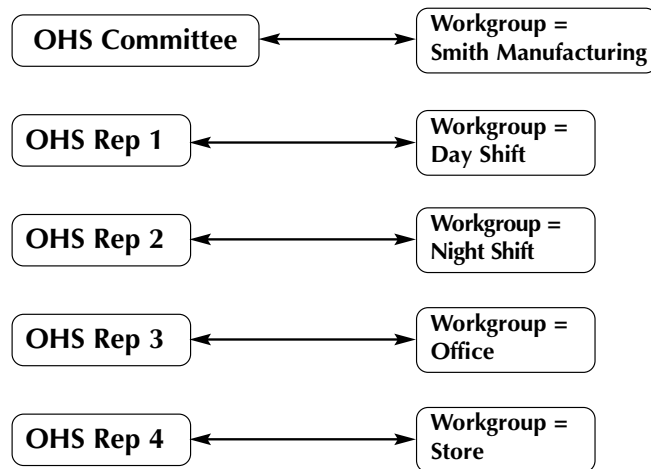 OHS Committee
Workgroup =
Smith Manufacturing
OHS Rep 1
Workgroup =
Day Shift
OHS Rep 2
Workgroup =
Night Shift
OHS Rep 3
Workgroup =
Office
OHS Rep 4
Workgroup =
Store